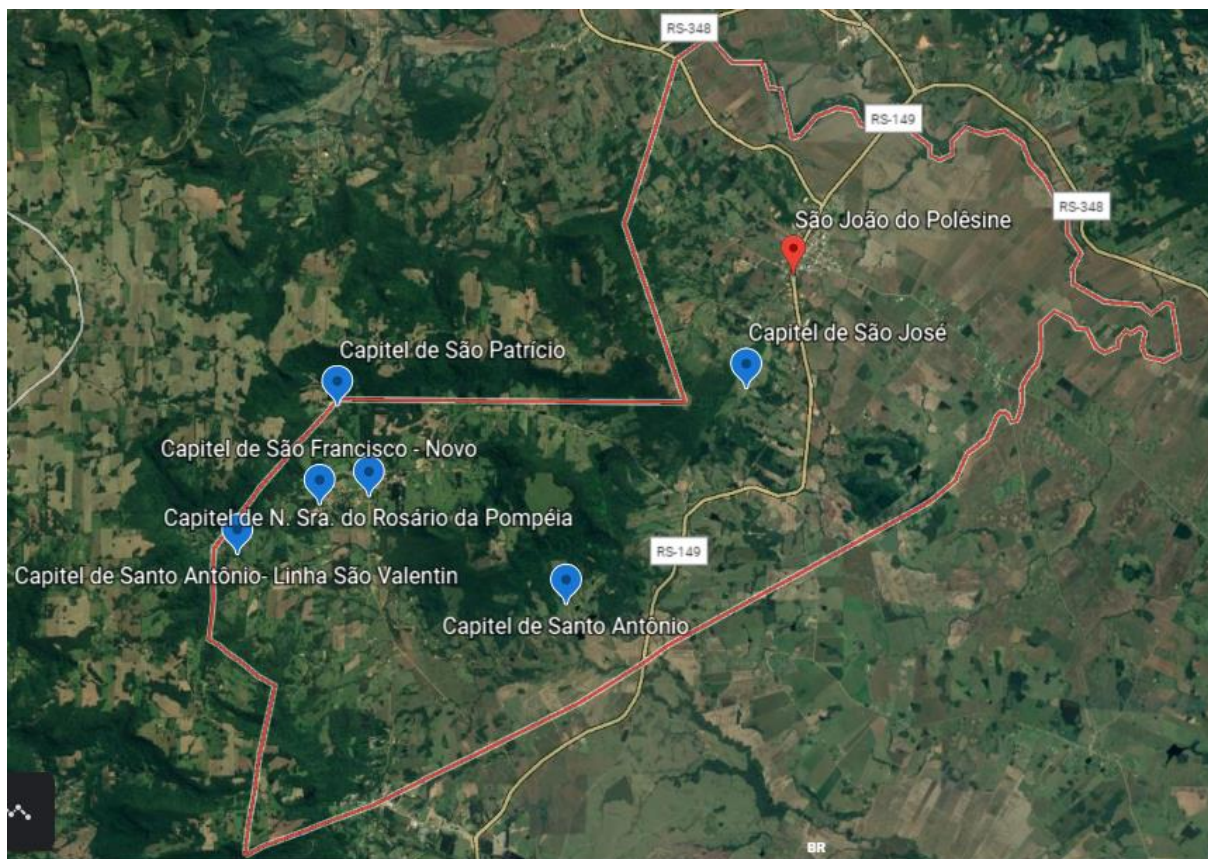 RS-348
RS-149
RS-348
São João do Polêsine
Capitel de São José
Capitel de São Patrício
Capitel de São Francisco - Novo
Capitel de N. Sra. do Rosário da Pompéia
RS-149
Capitel de Santo Antônio- Linha São Valentin
Capitel de Santo Antônio
BR